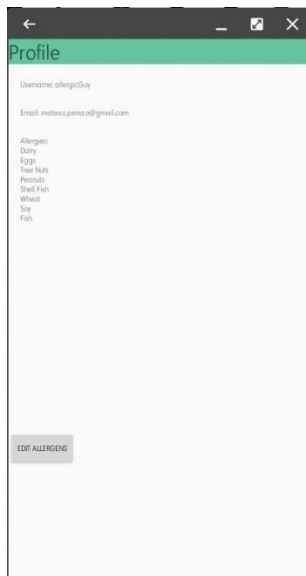 Profile
Username: allergicGuy
Email: mateo.s.perez.o@gmail.com
Allergies:
Dairy
Eggs
Tree Nuts
Peanuts
Shell Fish
Wheat
Soy
Fish
EDIT ALLERGENS